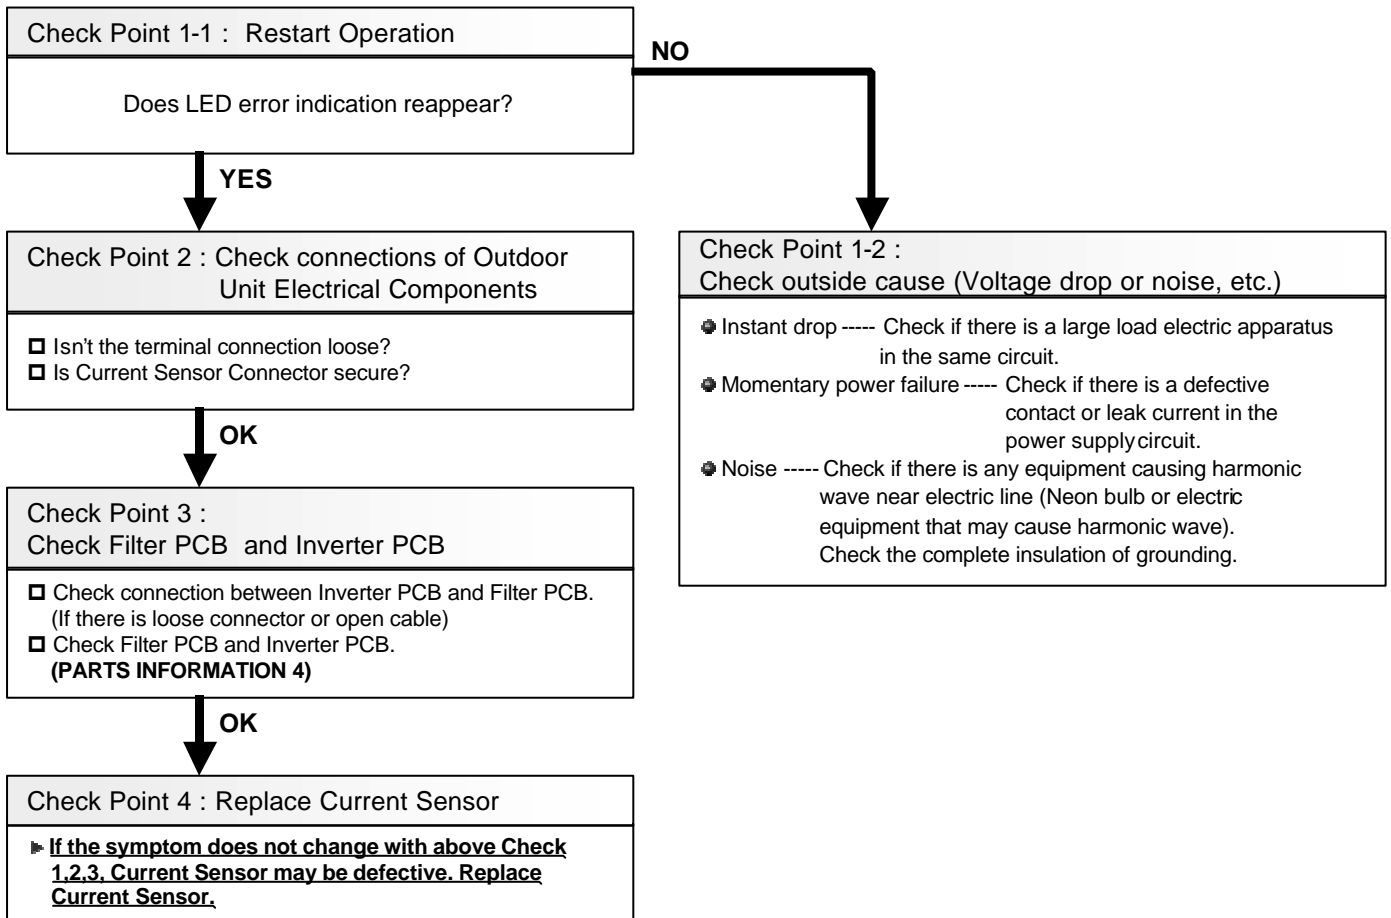 Check Point 1-1 : Restart Operation
Does LED error indication reappear?
NO
YES
Check Point 2 : Check connections of Outdoor
Unit Electrical Components
Isn't the terminal connection loose?
Is Current Sensor Connector secure?
OK
Check Point 3 :
Check Filter PCB and Inverter PCB
Check connection between Inverter PCB and Filter PCB.
(If there is loose connector or open cable)
Check Filter PCB and Inverter PCB.
(PARTS INFORMATION 4)
OK
Check Point 4 : Replace Current Sensor
If the symptom does not change with above Check
1,2,3, Current Sensor may be defective. Replace
Current Sensor.
Check Point 1-2 :
Check outside cause (Voltage drop or noise, etc.)
Instant drop ----- Check if there is a large load electric apparatus
in the same circuit.
Momentary power failure ----- Check if there is a defective
contact or leak current in the
power supply circuit.
Noise ----- Check if there is any equipment causing harmonic
wave near electric line (Neon bulb or electric
equipment that may cause harmonic wave).
Check the complete insulation of grounding.